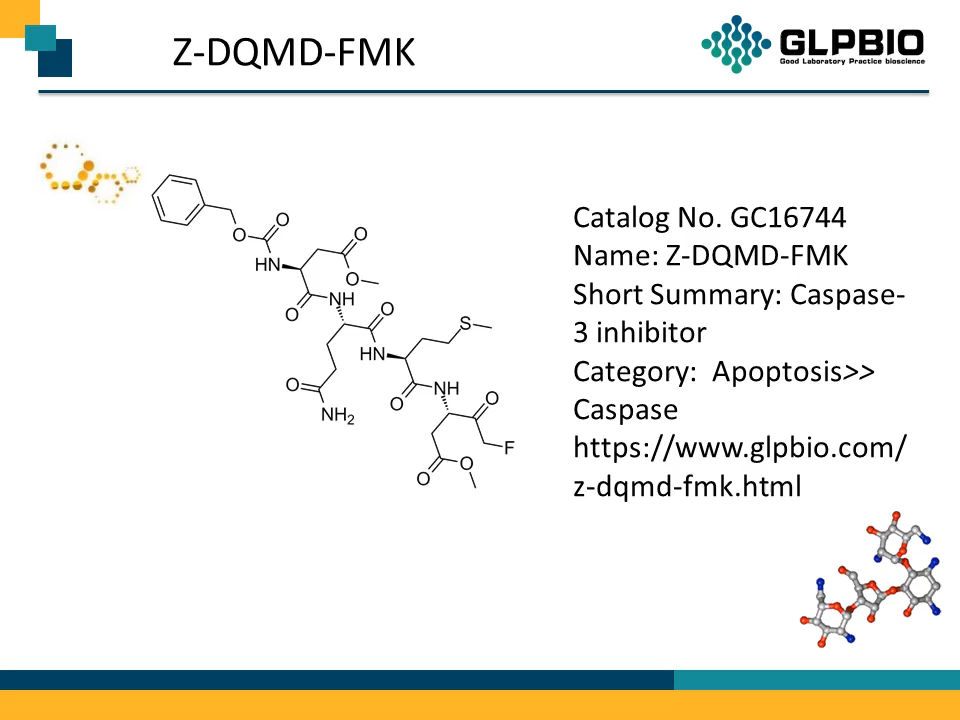 Z-DQMD-FMK
GLPBIO
Good Laboratory Practice bioscience
O
O
O
HN
O
O
NH
O
O
S
HN
O
NH
O
O
NH2
F
O
O
Catalog No. GC16744
Name: Z-DQMD-FMK
Short Summary: Caspase-
3 inhibitor
Category:  Apoptosis>>
Caspase
https://www.glpbio.com/
z-dqmd-fmk.html